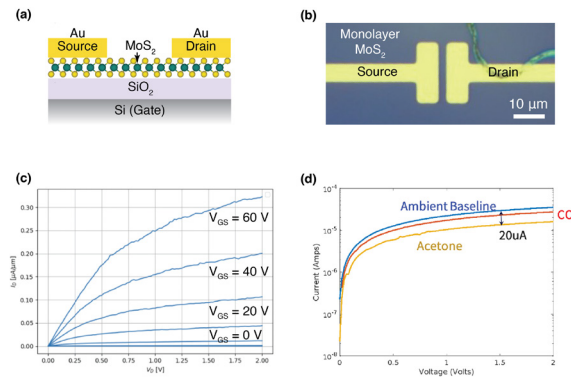 (a)
Au
Source
MoS2
Au
Drain
SiO2
Si (Gate)
(b)
Monolayer
MoS2
Source
Drain
10 µm
(c)
0.30
0.25
0.20
0.15
0.10
0.05
0.00
ID [µA/µm]
VGS = 60 V
VGS = 40 V
VGS = 20 V
VGS = 0 V
0.00 0.25 0.50 0.75 1.00 1.25 1.50 1.75 2.00
VD [V]
(d)
10-4
10-5
10-6
10-7
10-8
Current (Amps)
Ambient Baseline
CO
20uA
Acetone
0 0.5 1 1.5 2
Voltage (Volts)